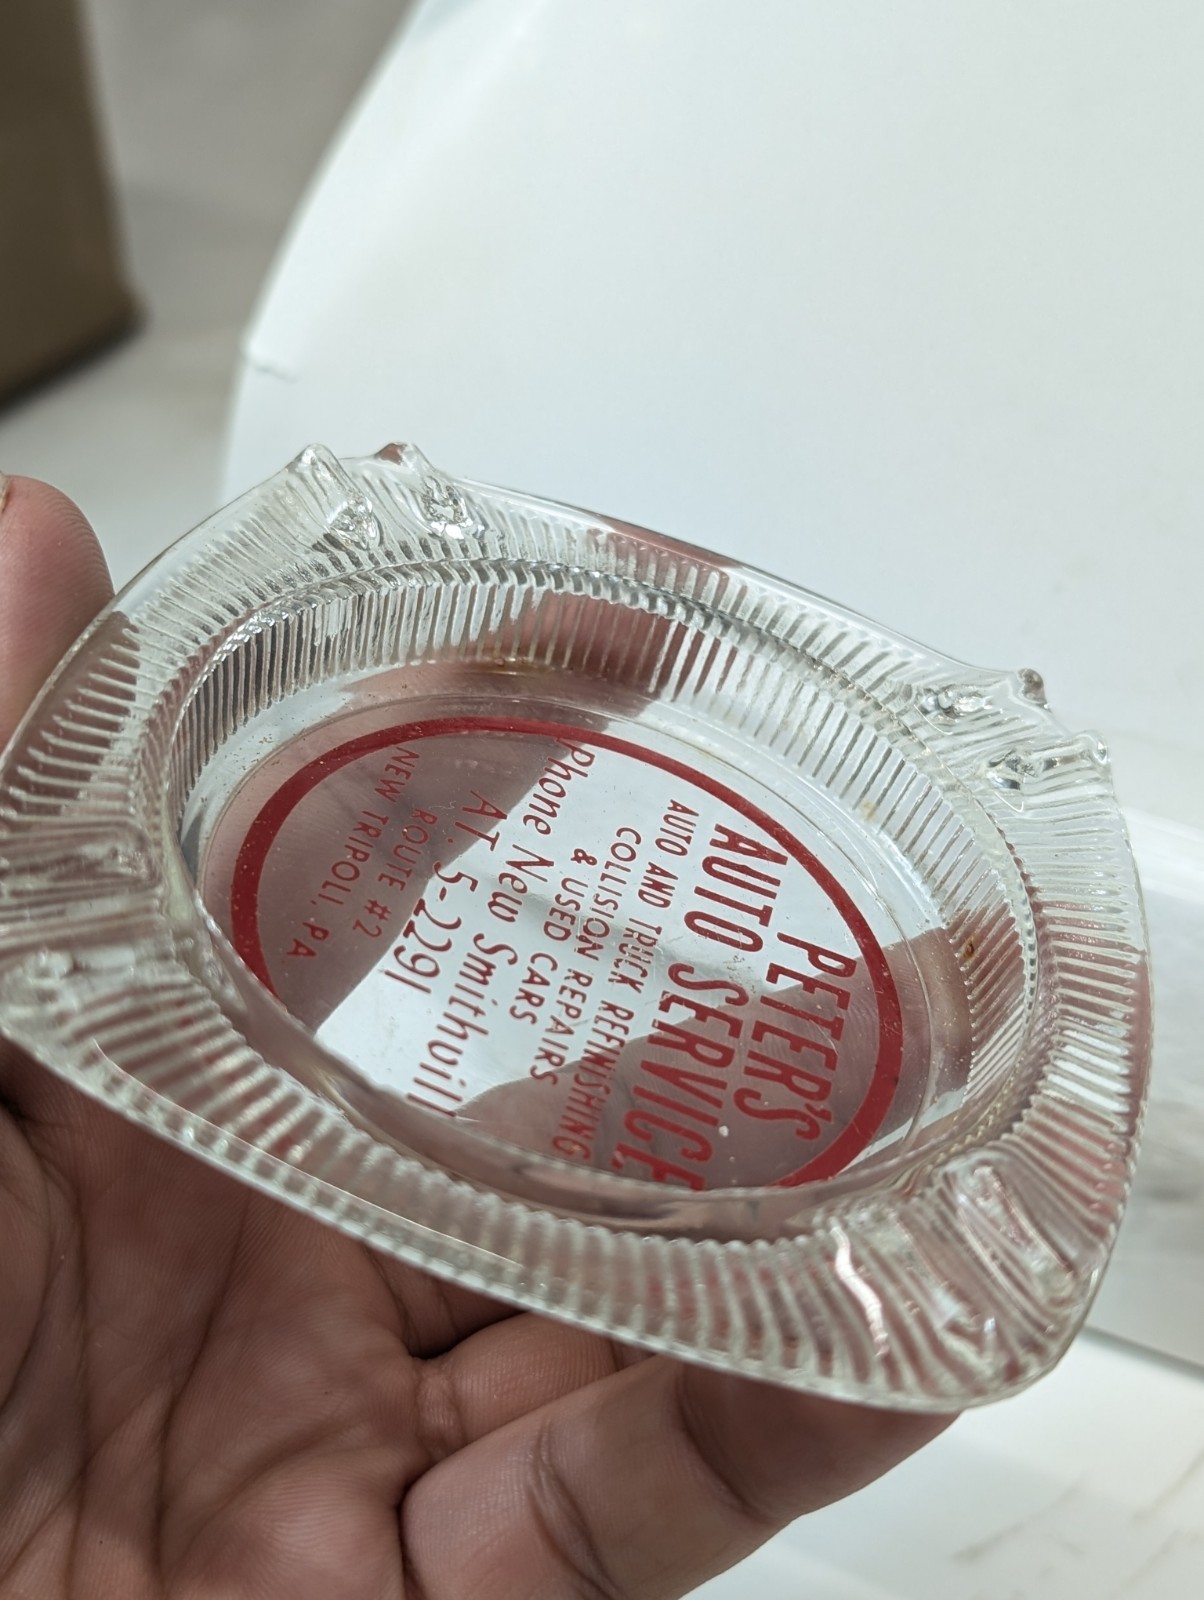 PETER'S
AUTO SERVICE
AUTO AND TRUCK REFINISHING
COLLISION REPAIRS
& USED CARS
Phone New Smithvill
AT. 5-2291
ROUTE #2
NEW TRIPOLI, PA